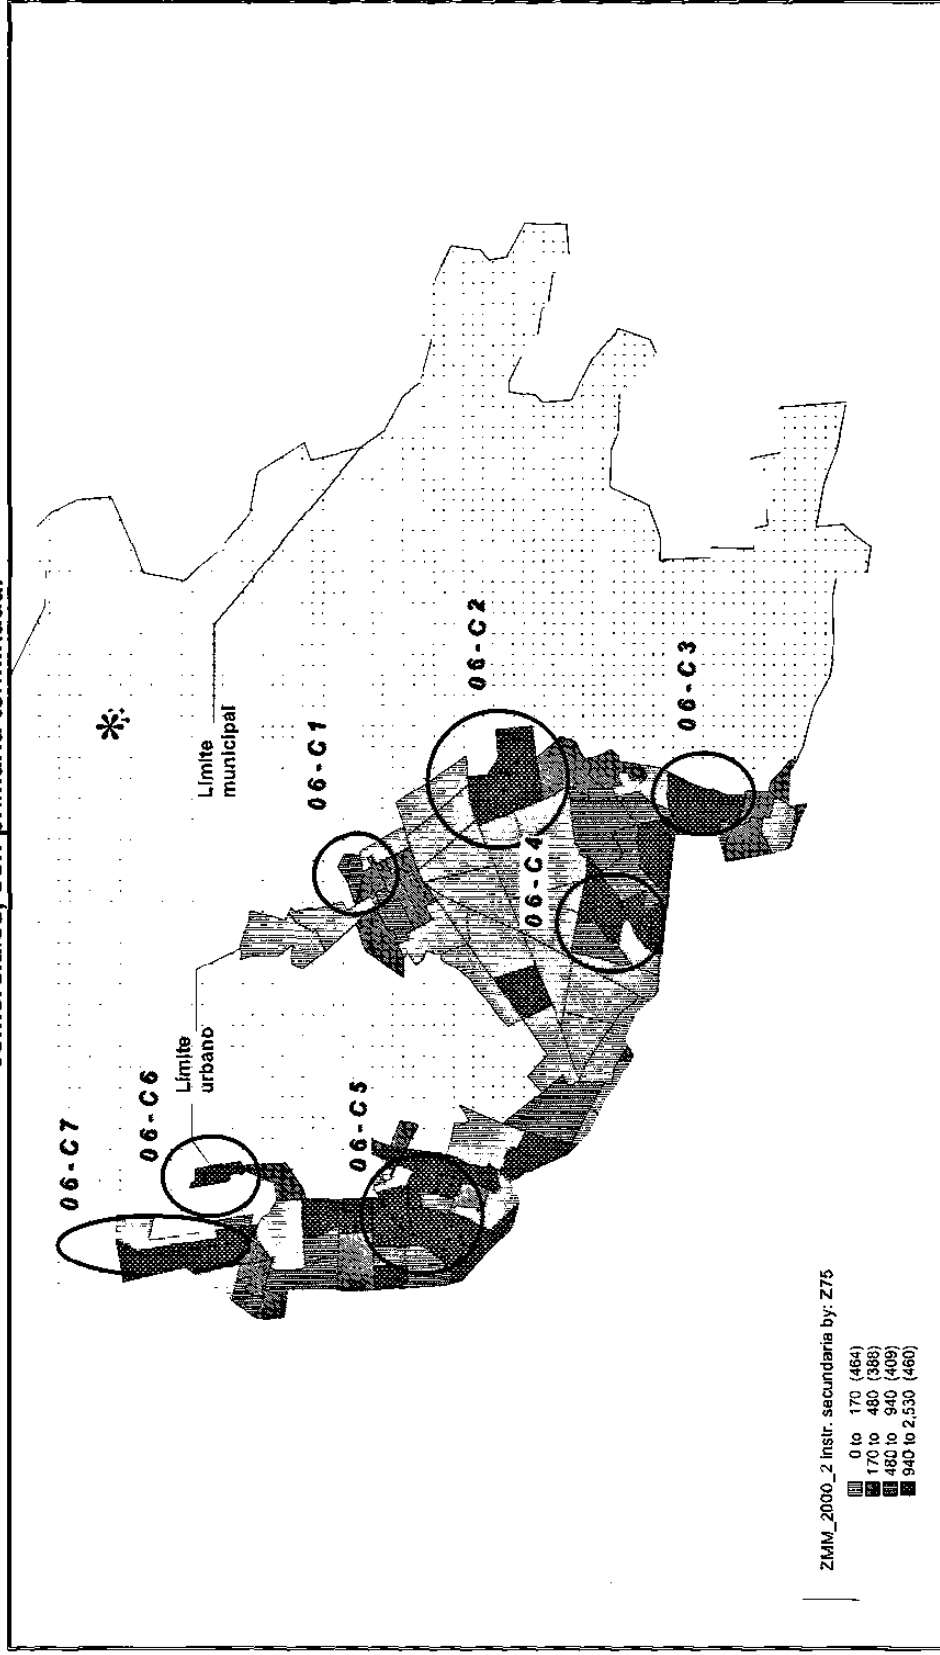 06-C7
06-C6
Límite
urbano
06-C5
Límite
municipal
06-C1
06-C2
06-C4
06-C3
ZMM_2000_2 instr. secundaria by: Z75
0 to 170 (464)
170 to 480 (388)
480 to 940 (409)
940 to 2,530 (460)